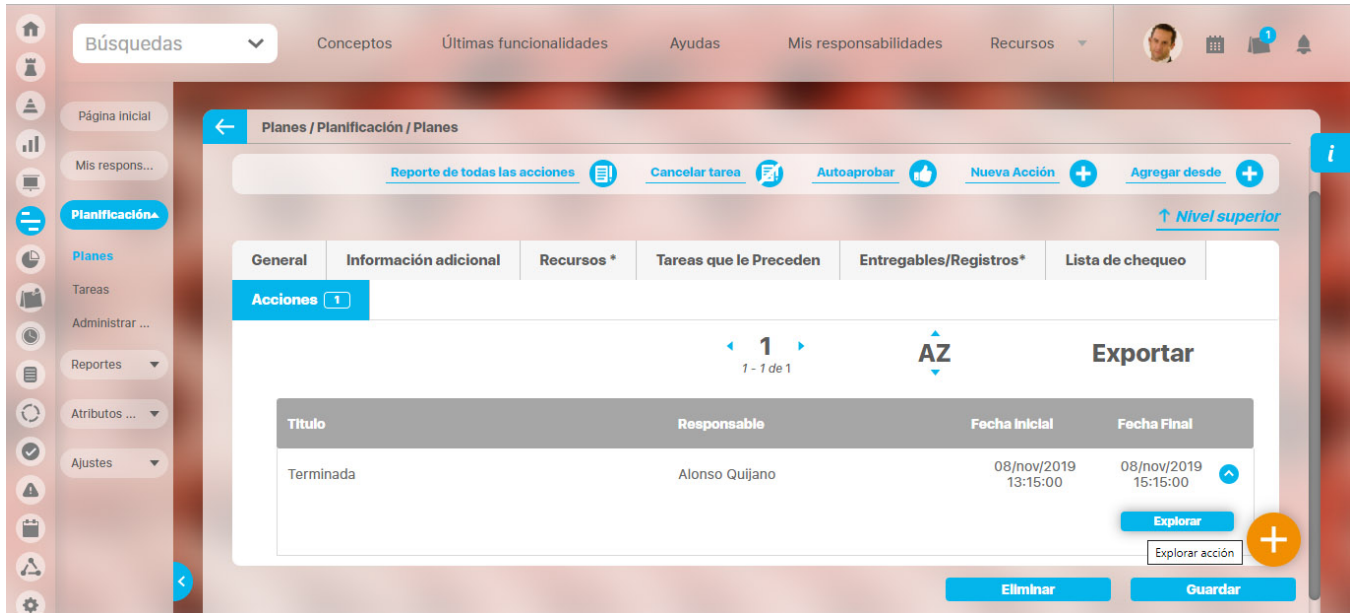 Búsquedas
Conceptos
Últimas funcionalidades
Ayudas
Mis responsabilidades
Recursos
1
Página inicial
Mis respons...
Planificación
Planes
Tareas
Administrar ...
Reportes
Atributos ...
Ajustes
Planes / Planificación / Planes
i
Reporte de todas las acciones
Cancelar tarea
Autoaprobar
Nueva Acción
Agregar desde
↑ Nivel superior
General
Información adicional
Recursos *
Tareas que le Preceden
Entregables/Registros*
Lista de chequeo
Acciones 1
1
1 - 1 de 1
AZ
Exportar
Título
Responsable
Fecha Inicial
Fecha Final
Terminada
Alonso Quijano
08/nov/2019
13:15:00
08/nov/2019
15:15:00
Explorar
Explorar acción
Eliminar
Guardar